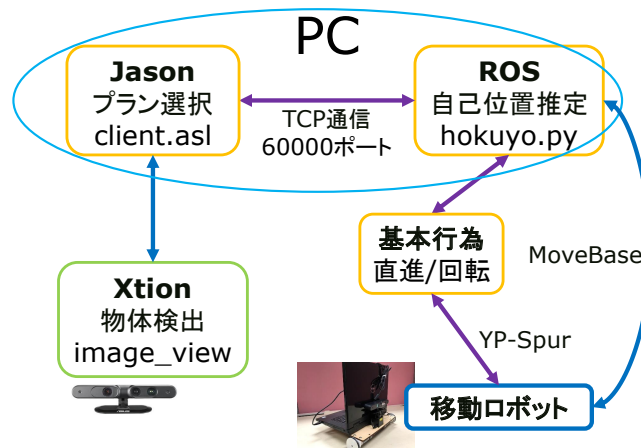 PC
Jason
プラン選択
client.asl
TCP通信
60000ポート
ROS
自己位置推定
hokuyo.py
基本行為
直進/回転
MoveBase
Xtion
物体検出
image_view
YP-Spur
移動ロボット